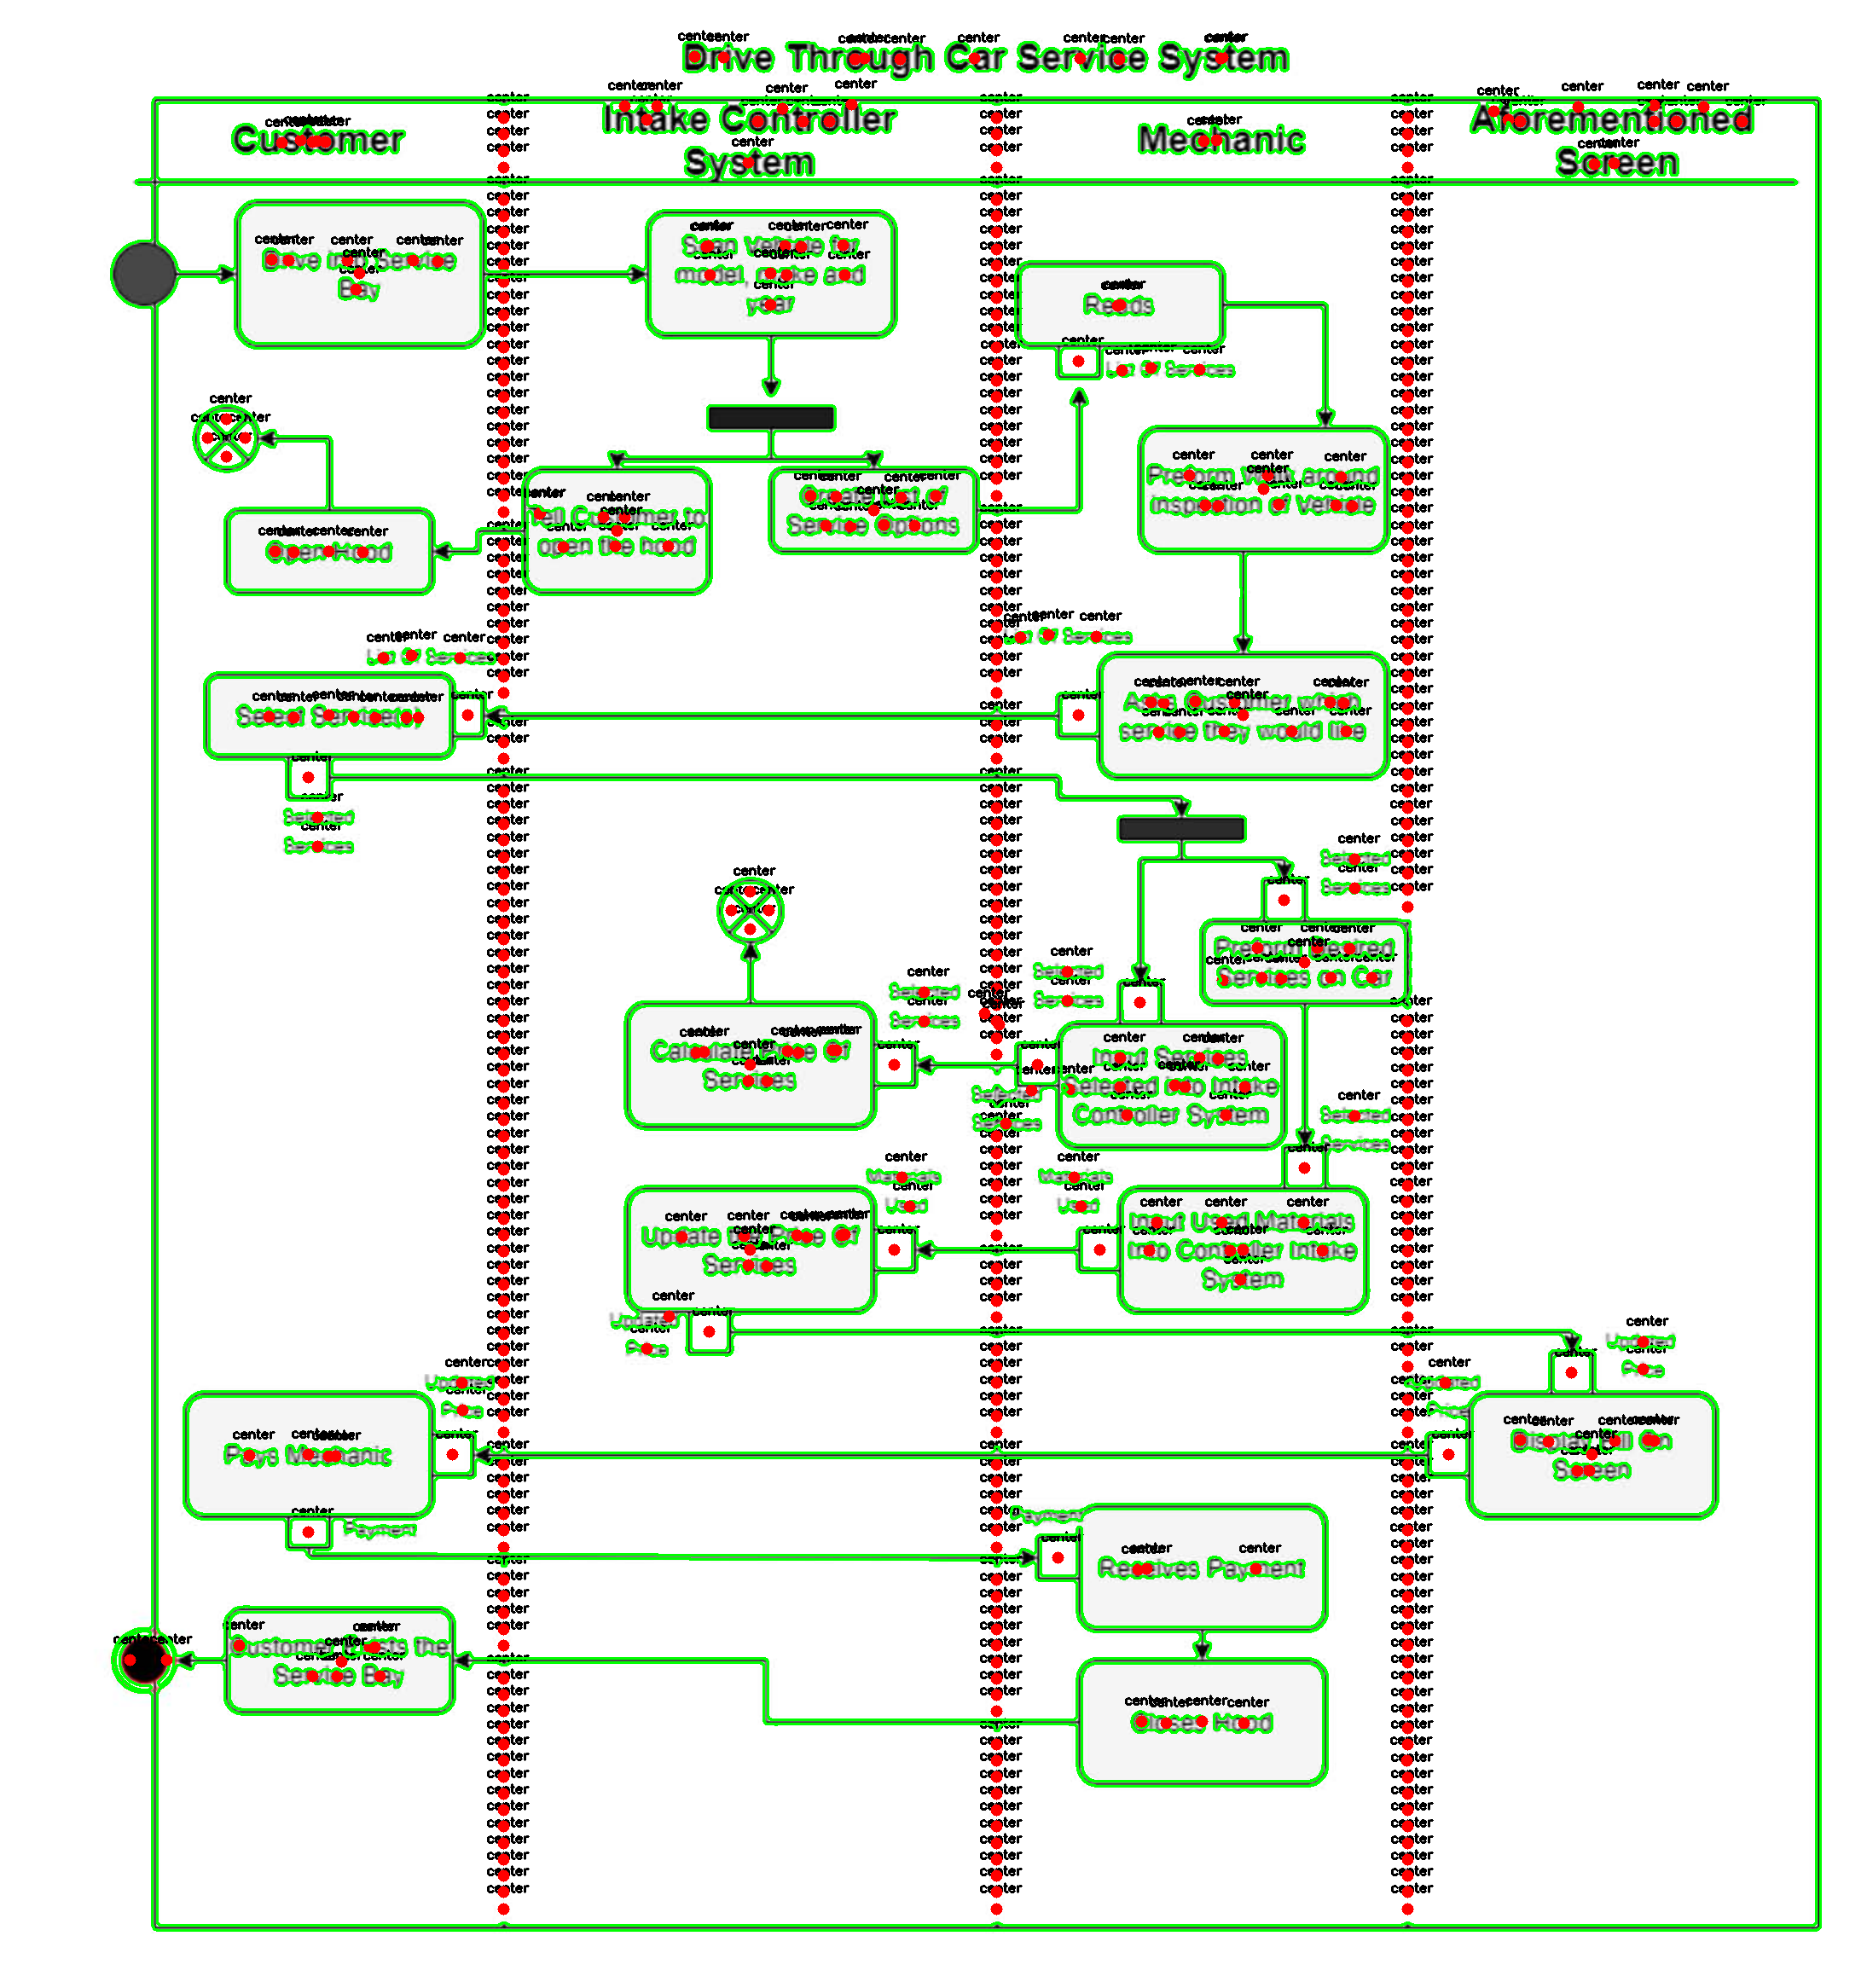 Drive Through Car Service System
Customer
Intake Controller
System
Mechanic
Aforementioned
Screen
Drive into Service
Bay
Scan Vehicle for
model, make and
year
Reads
List Of Services
Preform Walk around
inspection of Vehicle
Tell Customer to
open the hood
Create List of
Service Options
Open Hood
List Of Services
List Of Services
Select Service(s)
Asks Customer which
service they would like
Selected
Services
Selected
Services
Preform Desired
Services on Car
Selected
Services
Selected
Services
Calculate Price Of
Services
Input Services
Selected into Intake
Controller System
Selected
Services
Selected
Services
Materials
Used
Materials
Used
Update the Price Of
Services
Input Used Materials
Into Controller Intake
System
Updated
Price
Updated
Price
Updated
Price
Updated
Price
Pays Mechanic
Display Bill On
Screen
Payment
Payment
Receives Payment
Customer Exists the
Service Bay
Closes Hood